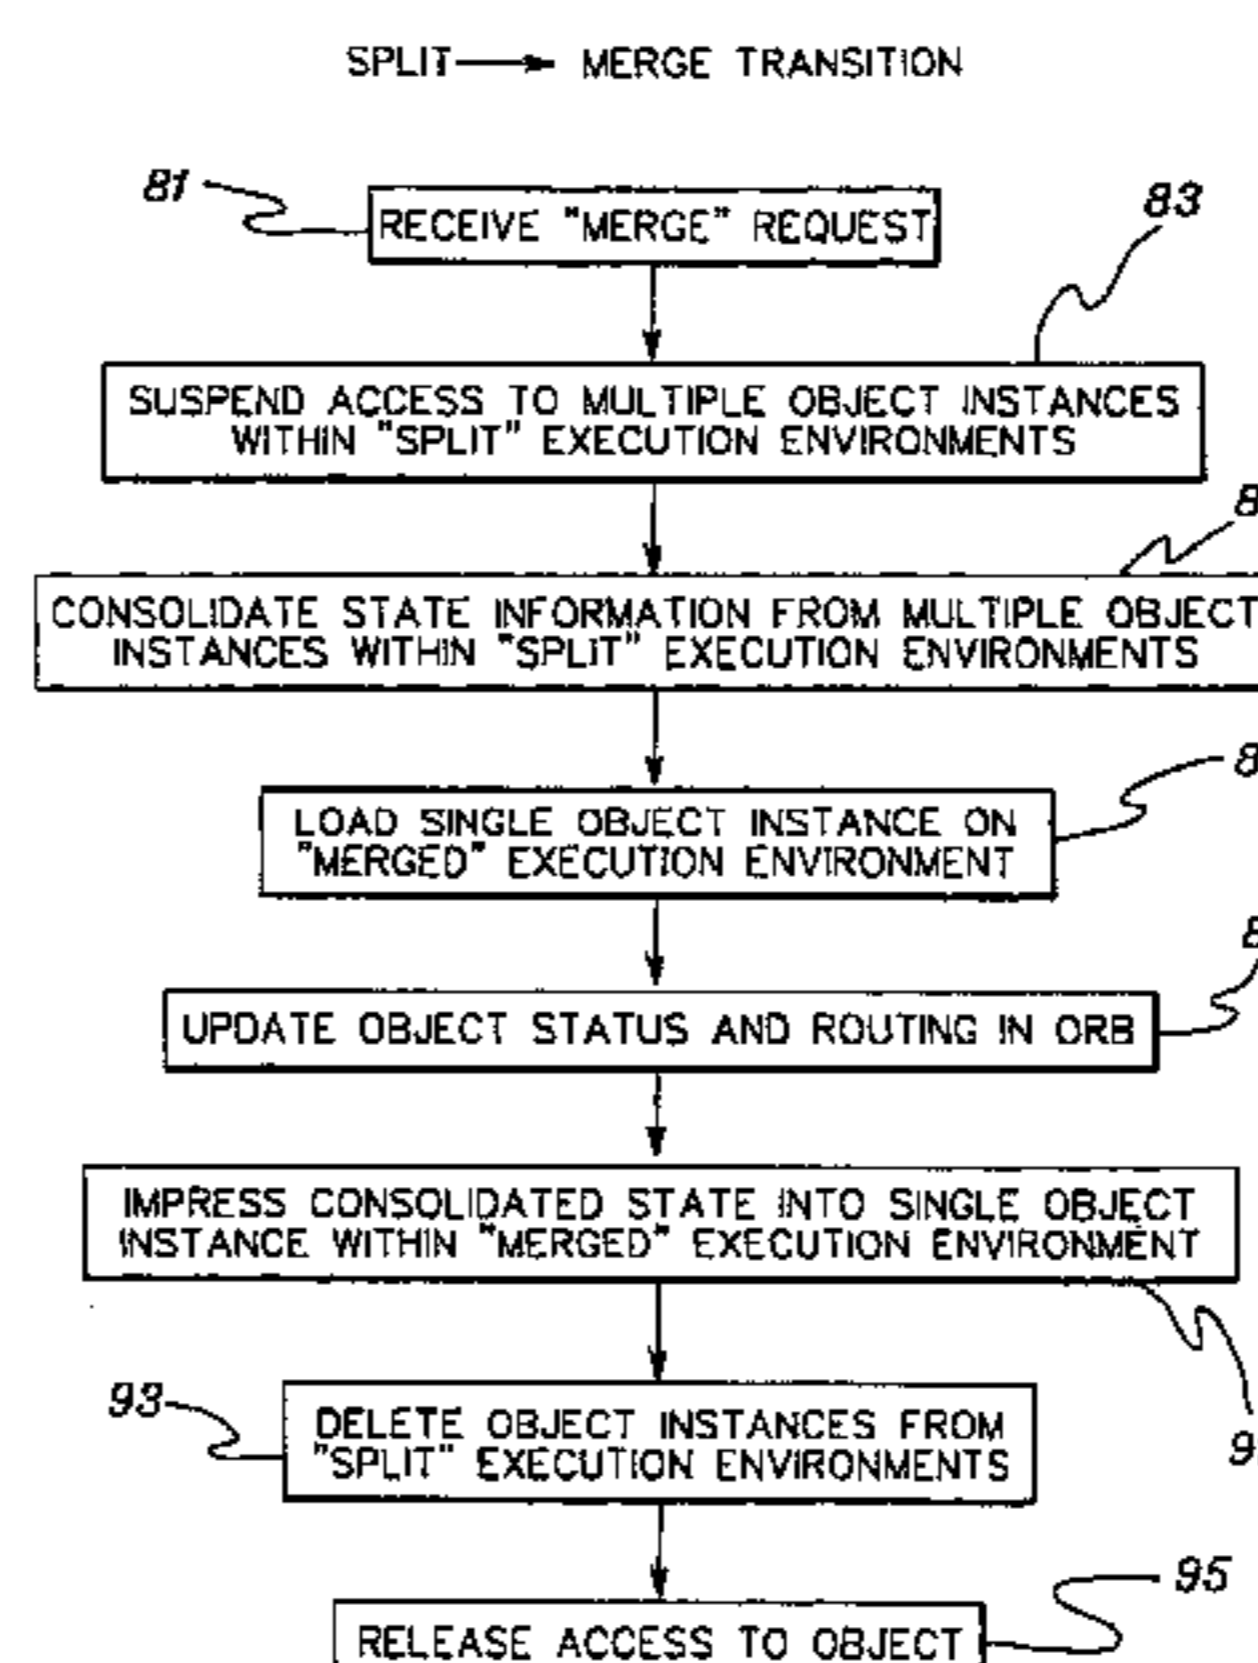 SPLIT → MERGE TRANSITION
81
RECEIVE "MERGE" REQUEST
83
SUSPEND ACCESS TO MULTIPLE OBJECT INSTANCES
WITHIN "SPLIT" EXECUTION ENVIRONMENTS
CONSOLIDATE STATE INFORMATION FROM MULTIPLE OBJECT
INSTANCES WITHIN "SPLIT" EXECUTION ENVIRONMENTS
LOAD SINGLE OBJECT INSTANCE ON
"MERGED" EXECUTION ENVIRONMENT
UPDATE OBJECT STATUS AND ROUTING IN ORB
IMPRESS CONSOLIDATED STATE INTO SINGLE OBJECT
INSTANCE WITHIN "MERGED" EXECUTION ENVIRONMENT
93
DELETE OBJECT INSTANCES FROM
"SPLIT" EXECUTION ENVIRONMENTS
95
RELEASE ACCESS TO OBJECT